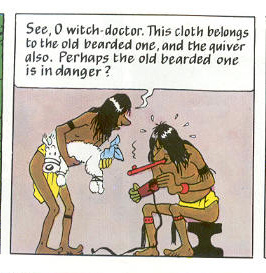 See, O witch-doctor. This cloth belongs
to the old bearded one, and the quiver
also. Perhaps the old bearded one
is in danger?